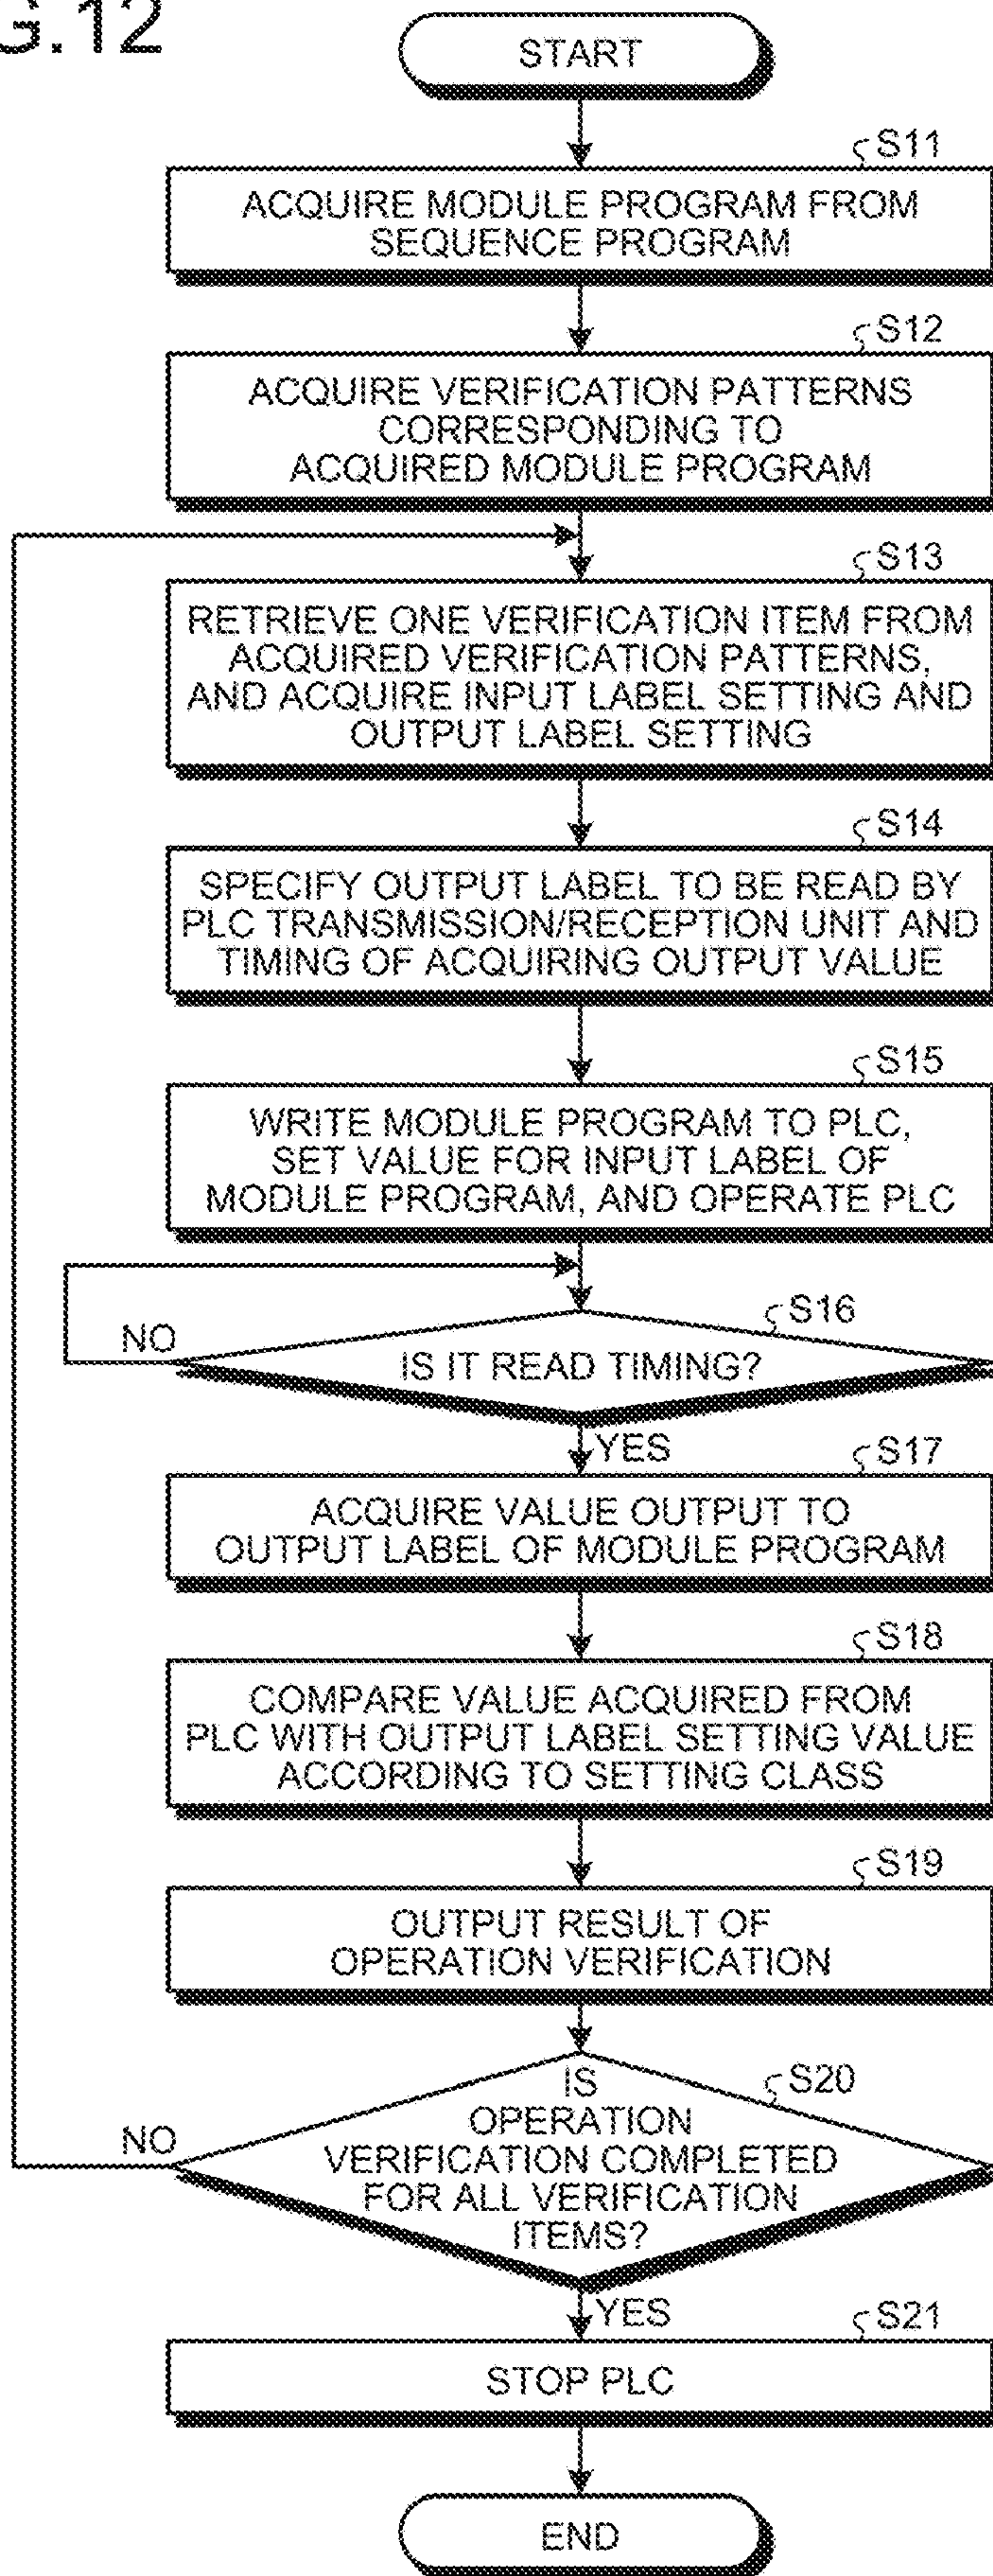 G.12
START
S11
ACQUIRE MODULE PROGRAM FROM
SEQUENCE PROGRAM
S12
ACQUIRE VERIFICATION PATTERNS
CORRESPONDING TO
ACQUIRED MODULE PROGRAM
S13
RETRIEVE ONE VERIFICATION ITEM FROM
ACQUIRED VERIFICATION PATTERNS,
AND ACQUIRE INPUT LABEL SETTING AND
OUTPUT LABEL SETTING
S14
SPECIFY OUTPUT LABEL TO BE READ BY
PLC TRANSMISSION/RECEPTION UNIT AND
TIMING OF ACQUIRING OUTPUT VALUE
S15
WRITE MODULE PROGRAM TO PLC,
SET VALUE FOR INPUT LABEL OF
MODULE PROGRAM, AND OPERATE PLC
S16
NO
IS IT READ TIMING?
YES
S17
ACQUIRE VALUE OUTPUT TO
OUTPUT LABEL OF MODULE PROGRAM
S18
COMPARE VALUE ACQUIRED FROM
PLC WITH OUTPUT LABEL SETTING VALUE
ACCORDING TO SETTING CLASS
S19
OUTPUT RESULT OF
OPERATION VERIFICATION
S20
NO
IS
OPERATION
VERIFICATION COMPLETED
FOR ALL VERIFICATION
ITEMS?
YES
S21
STOP PLC
END